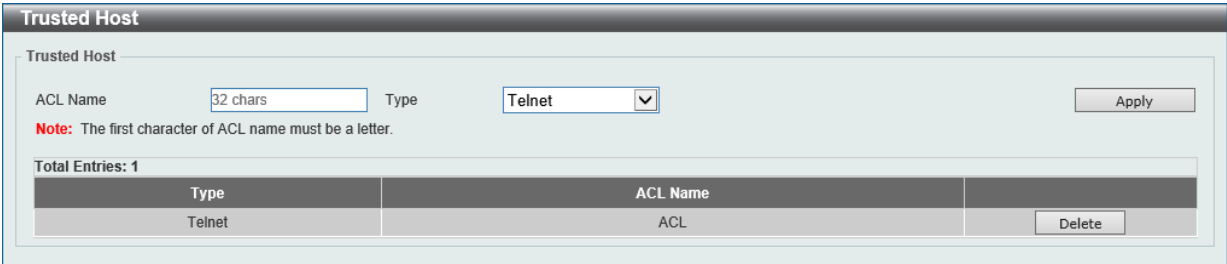 Trusted Host
Trusted Host
ACL Name 32 chars Type Telnet Apply
Note: The first character of ACL name must be a letter.
Total Entries: 1
Type ACL Name
Telnet ACL Delete